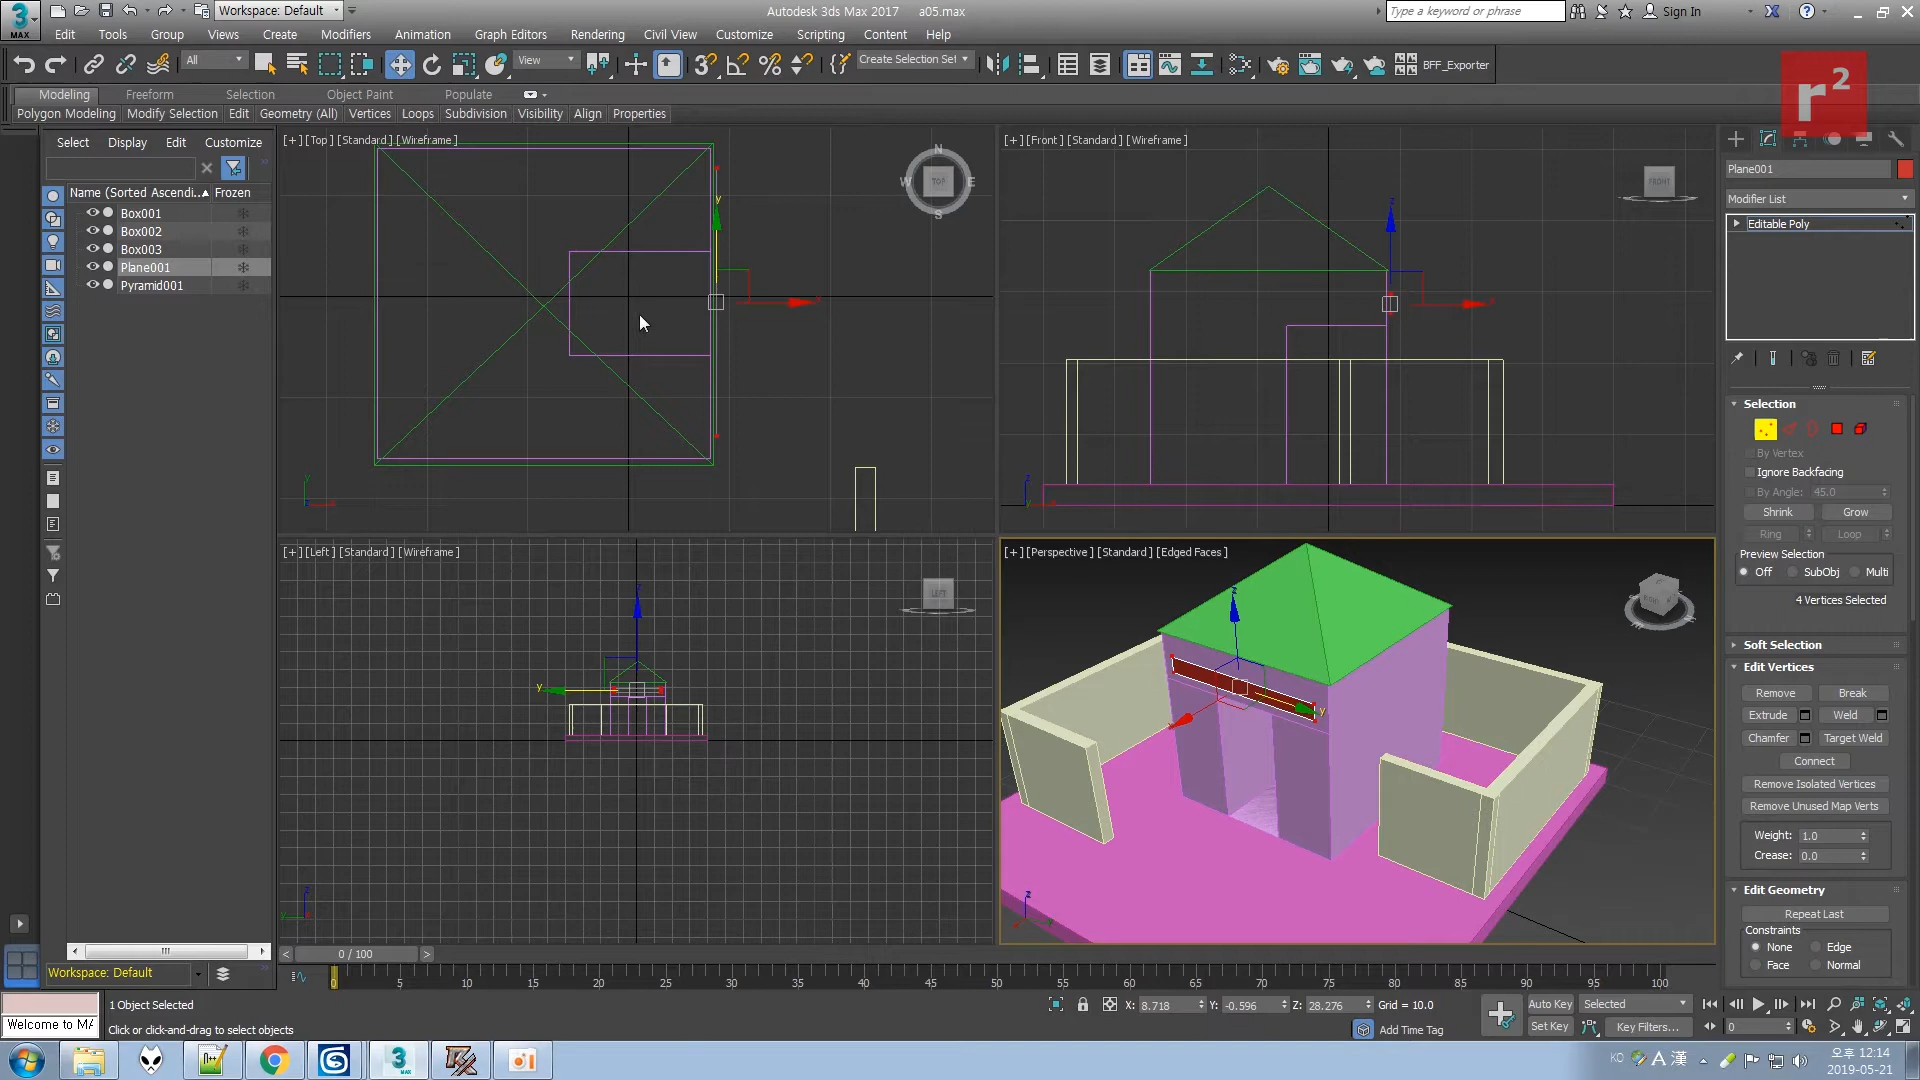 Workspace: Default
Autodesk 3ds Max 2017 a05.max
Type a keyword or phrase
Sign In
MAX
Edit Tools Group Views Create Modifiers Animation Graph Editors Rendering Civil View Customize Scripting Content Help
All
View
Create Selection Set
BFF_Exporter
r2
Modeling Freeform Selection Object Paint Populate
Polygon Modeling Modify Selection Edit Geometry (All) Vertices Loops Subdivision Visibility Align Properties
Select Display Edit Customize
Name (Sorted Ascendi... Frozen
Box001
Box002
Box003
Plane001
Pyramid001
[+] [Top] [Standard] [Wireframe]
N
W TOP E
S
[+] [Front] [Standard] [Wireframe]
FRONT
[+] [Left] [Standard] [Wireframe]
LEFT
[+] [Perspective] [Standard] [Edged Faces]
Plane001
Modifier List
Editable Poly
Selection
By Vertex
Ignore Backfacing
By Angle: 45.0
Shrink Grow
Ring Loop
Preview Selection
Off SubObj Multi
4 Vertices Selected
Soft Selection
Edit Vertices
Remove Break
Extrude Weld
Chamfer Target Weld
Connect
Remove Isolated Vertices
Remove Unused Map Verts
Weight: 1.0
Crease: 0.0
Edit Geometry
Repeat Last
Constraints
None Edge
Face Normal
0 / 100
Workspace: Default
0 5 10 15 20 25 30 35 40 45 50 55 60 65 70 75 80 85 90 95 100
1 Object Selected
X: 8.718 Y: -0.596 Z: 28.276 Grid = 10.0
Auto Key Selected
Welcome to MA
Click or click-and-drag to select objects
Add Time Tag
Set Key Key Filters...
0
KO A 漢
오후 12:14
2019-05-21